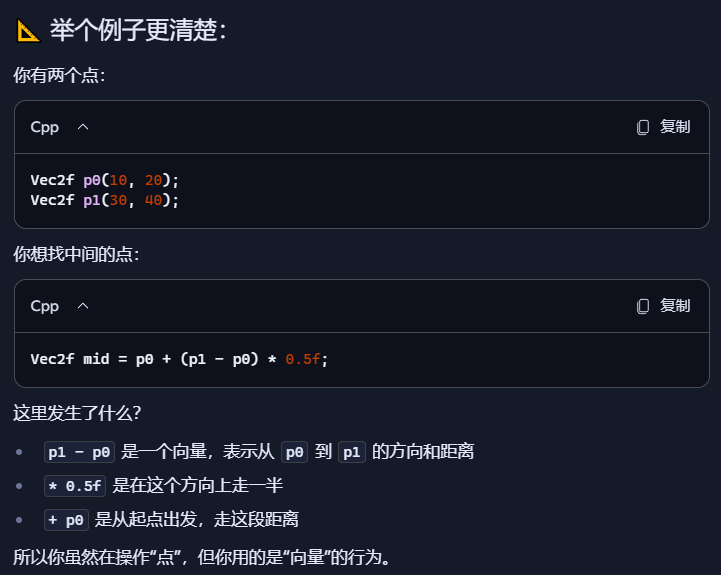 举个例子更清楚：
你有两个点：
Cpp 复制
Vec2f p0(10, 20);
Vec2f p1(30, 40);
你想找中间的点：
Cpp 复制
Vec2f mid = p0 + (p1 - p0) * 0.5f;
这里发生了什么？
p1 - p0 是一个向量，表示从 p0 到 p1 的方向和距离
* 0.5f 是在这个方向上走一半
+ p0 是从起点出发，走这段距离
所以你虽然在操作“点”，但你用的是“向量”的行为。